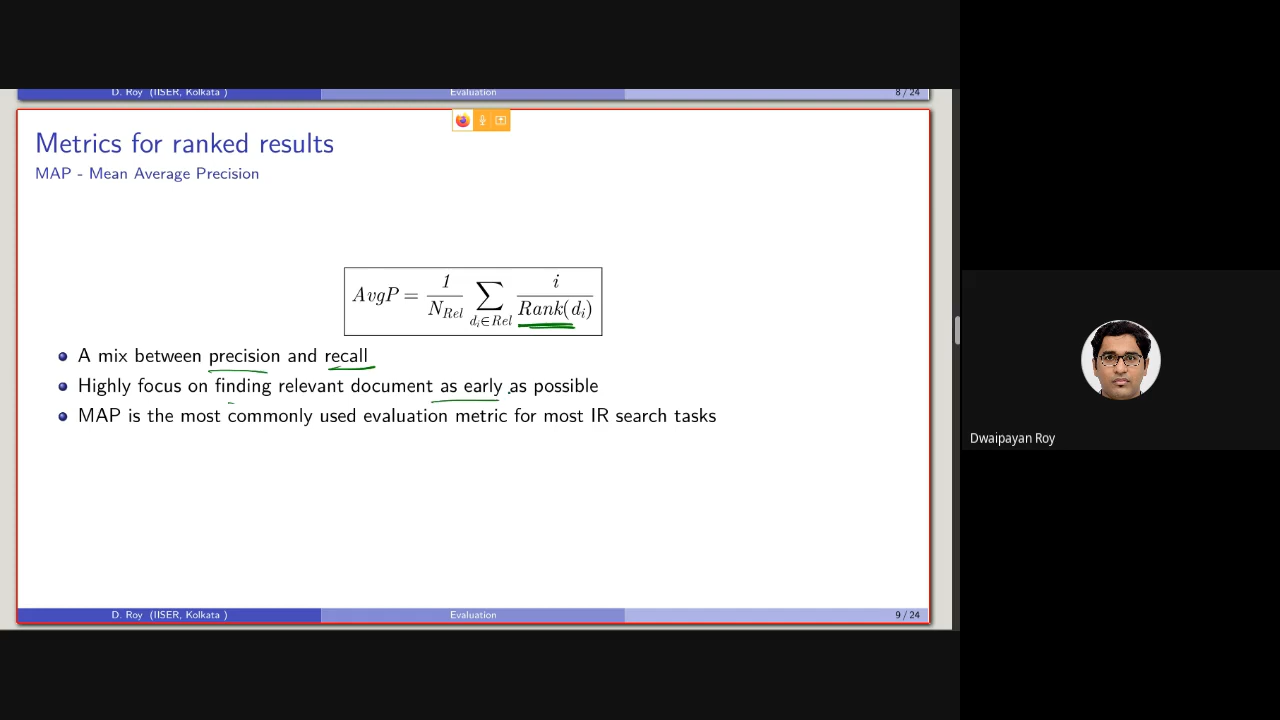 D. Roy (IISER, Kolkata )
Evaluation
8 / 24
Metrics for ranked results
MAP - Mean Average Precision
AvgP = 1/N_Rel ∑_{d_i∈Rel} i/Rank(d_i)
A mix between precision and recall
Highly focus on finding relevant document as early as possible
MAP is the most commonly used evaluation metric for most IR search tasks
D. Roy (IISER, Kolkata )
Evaluation
9 / 24
Dwaipayan Roy